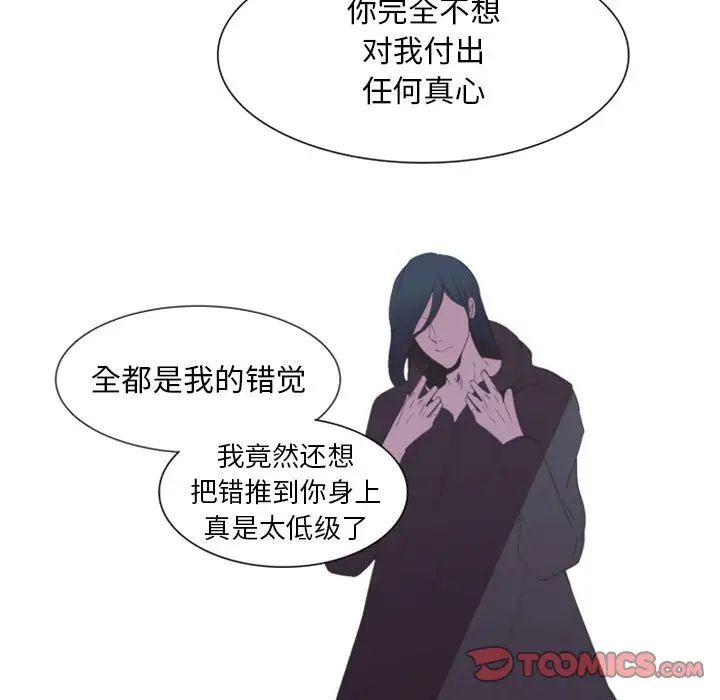 你完全不想
对我付出
任何真心
全都是我的错觉
我竟然还想
把错推到你身上
真是太低级了
TOOMICS.COM